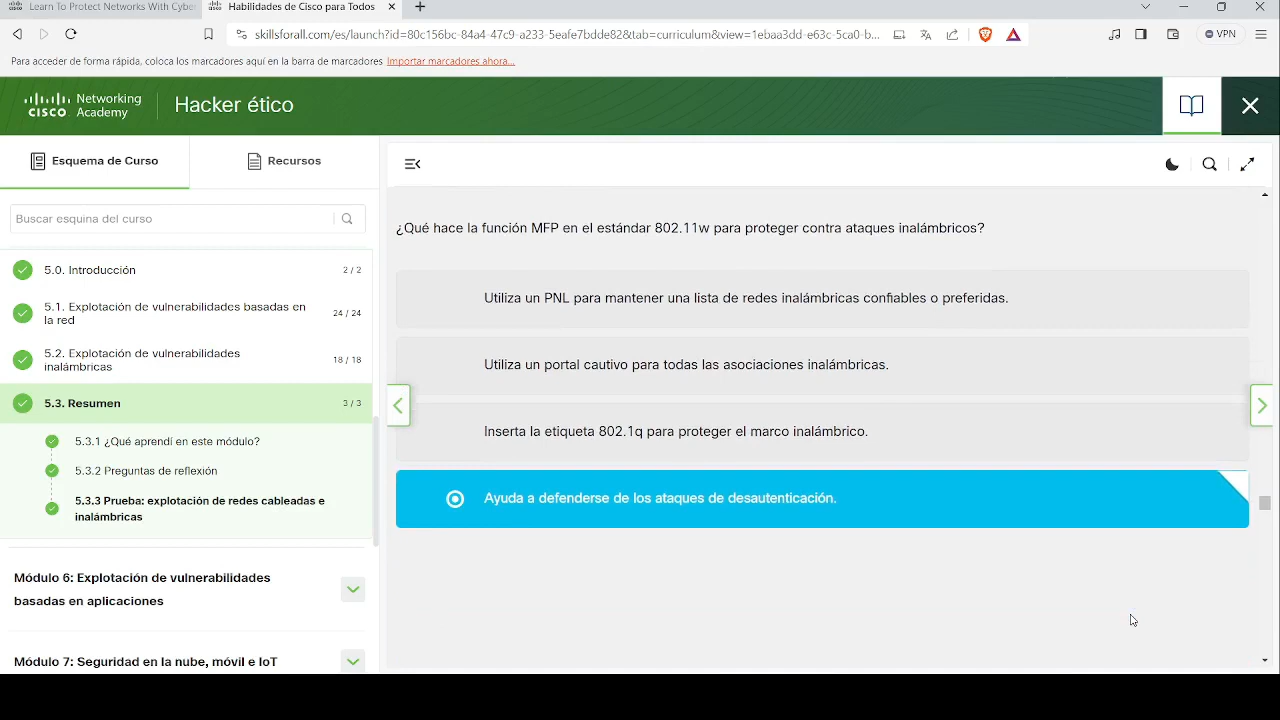 Learn To Protect Networks With Cyber
Habilidades de Cisco para Todos
skillsforall.com/es/launch?id=80c156bc-84a4-47c9-a233-5eafe7bdde82&tab=curriculum&view=1ebaa3dd-e63c-5ca0-b...
VPN
Para acceder de forma rápida, coloca los marcadores aquí en la barra de marcadores Importar marcadores ahora...
cisco Networking Academy
Hacker ético
Esquema de Curso
Recursos
Buscar esquina del curso
5.0. Introducción 2 / 2
5.1. Explotación de vulnerabilidades basadas en
la red 24 / 24
5.2. Explotación de vulnerabilidades
inalámbricas 18 / 18
5.3. Resumen 3 / 3
5.3.1 ¿Qué aprendí en este módulo?
5.3.2 Preguntas de reflexión
5.3.3 Prueba: explotación de redes cableadas e
inalámbricas
Módulo 6: Explotación de vulnerabilidades
basadas en aplicaciones
Módulo 7: Seguridad en la nube, móvil e IoT
¿Qué hace la función MFP en el estándar 802.11w para proteger contra ataques inalámbricos?
Utiliza un PNL para mantener una lista de redes inalámbricas confiables o preferidas.
Utiliza un portal cautivo para todas las asociaciones inalámbricas.
Inserta la etiqueta 802.1q para proteger el marco inalámbrico.
Ayuda a defenderse de los ataques de desautenticación.